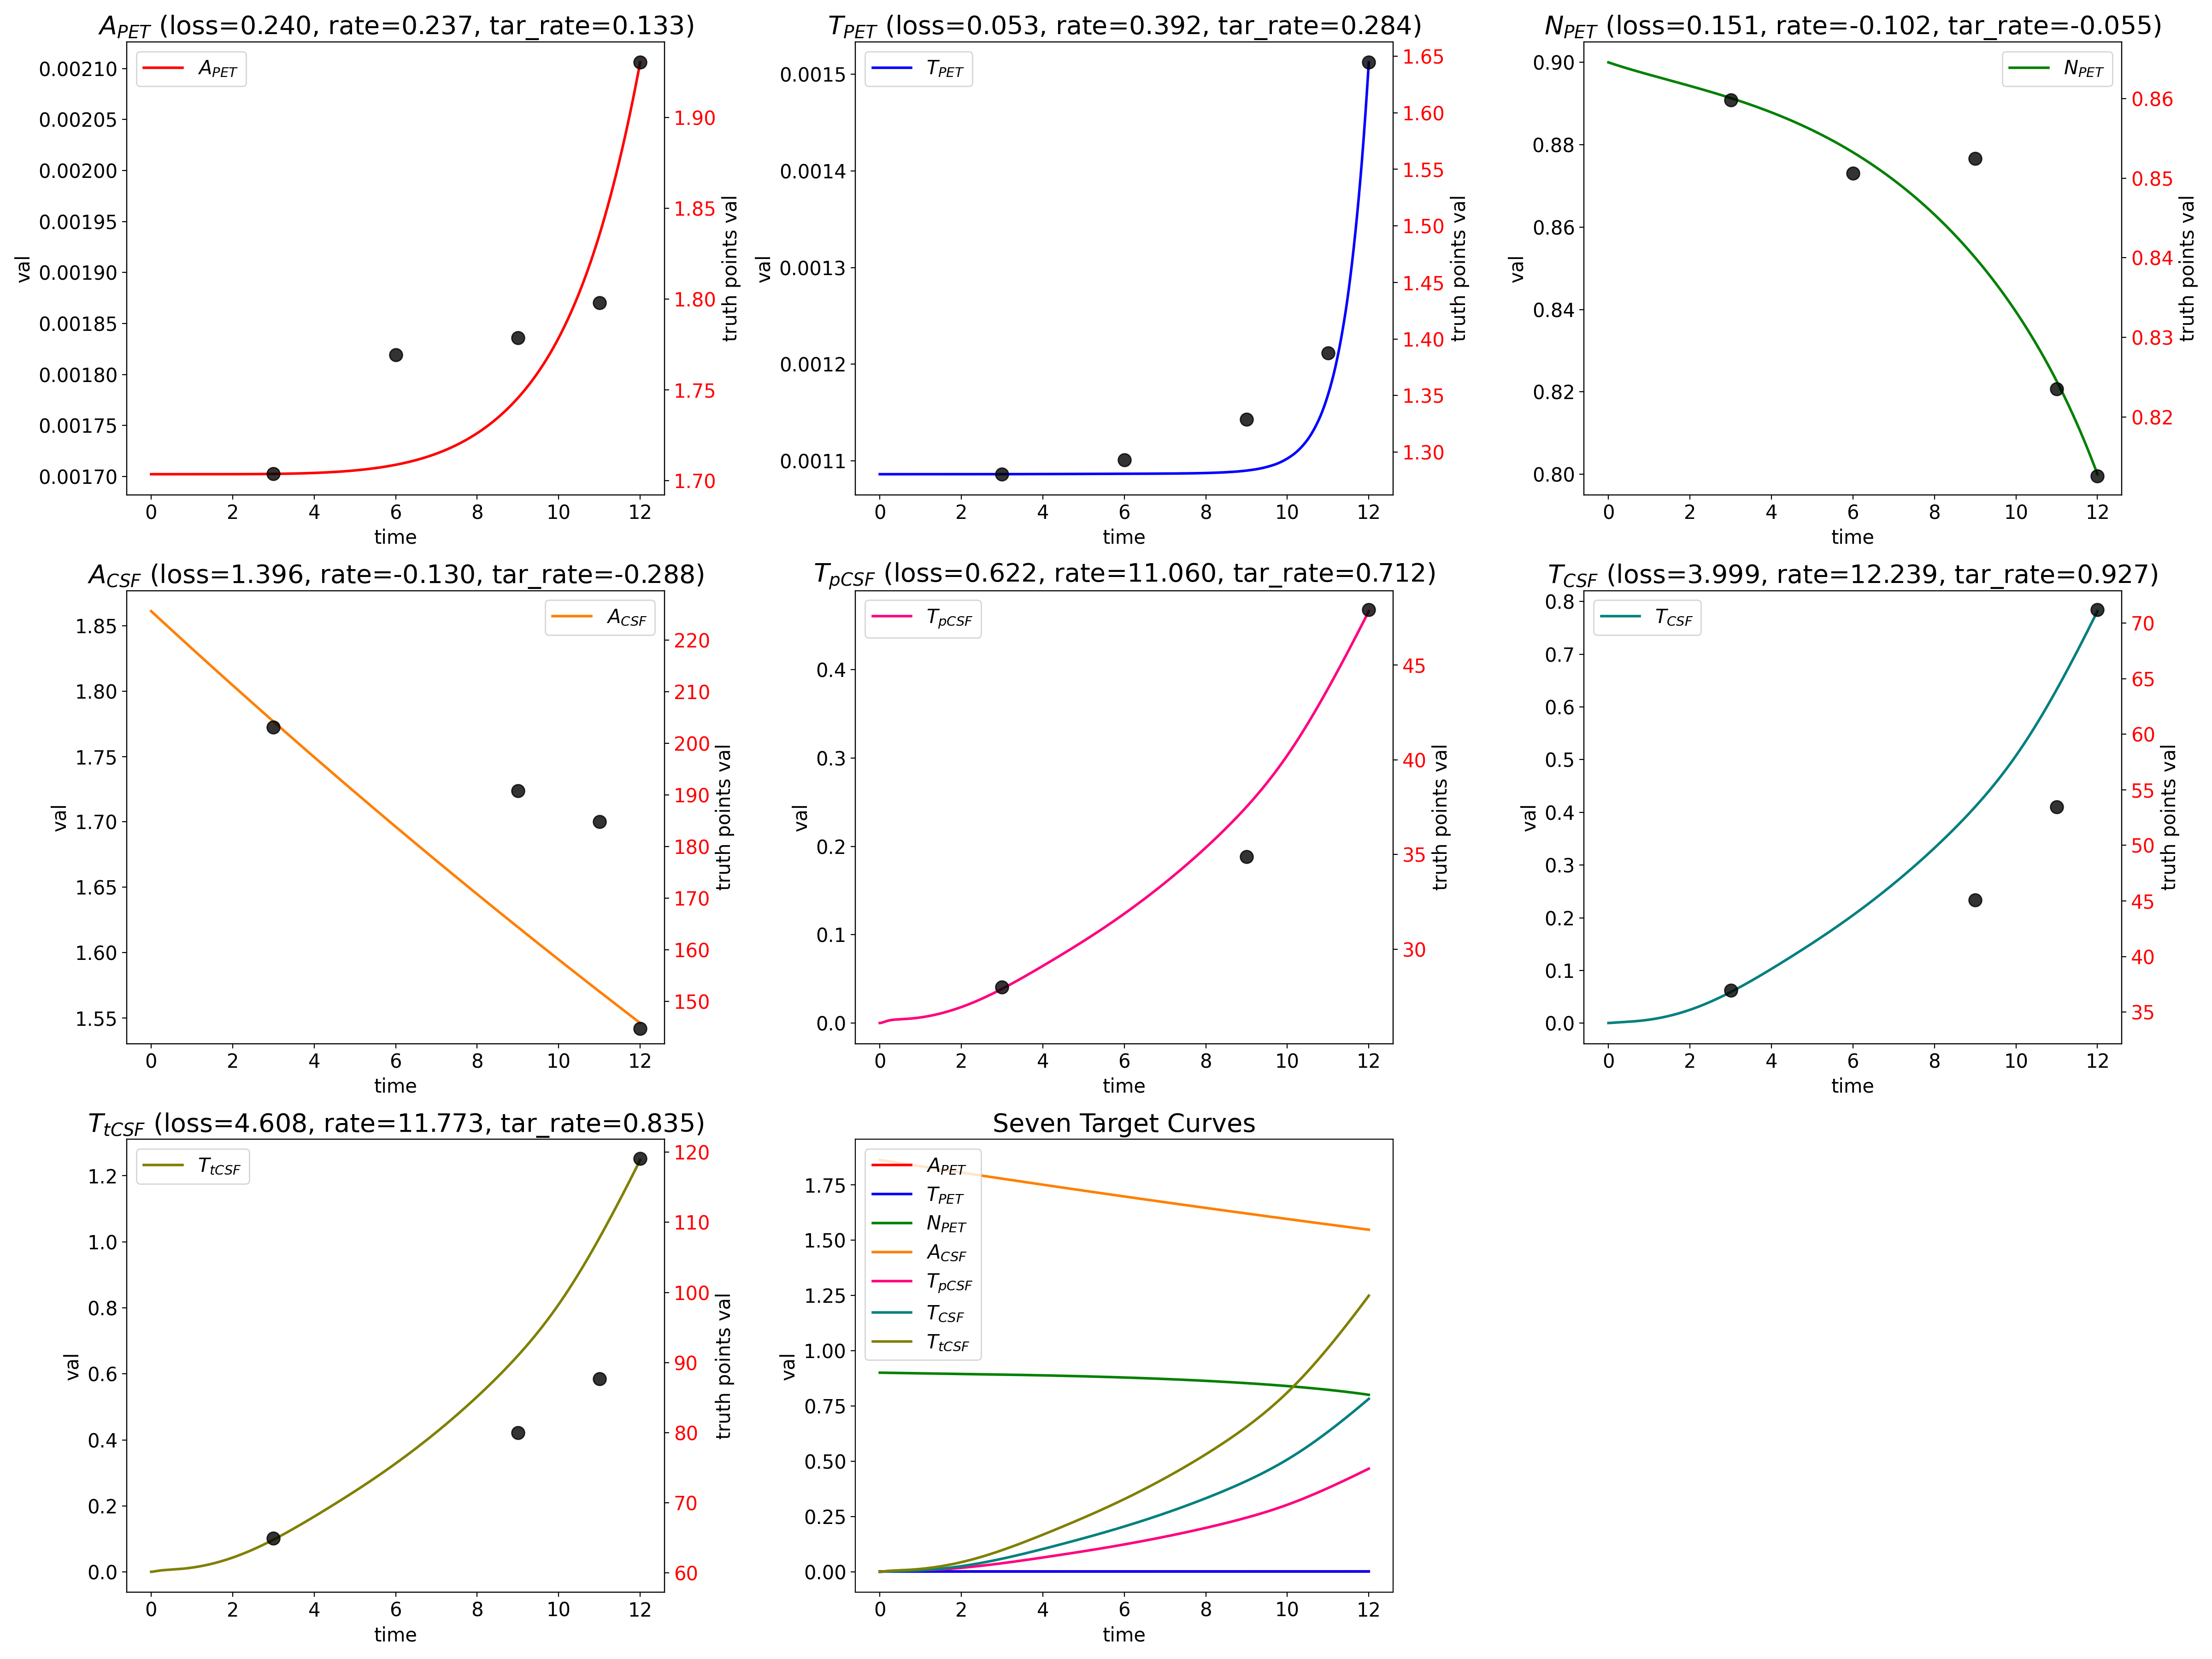 A_PET (loss=0.240, rate=0.237, tar_rate=0.133)
A_PET
0.00210
0.00205
0.00200
0.00195
0.00190
0.00185
0.00180
0.00175
0.00170
val
1.90
1.85
1.80
1.75
1.70
truth points val
0 2 4 6 8 10 12
time
T_PET (loss=0.053, rate=0.392, tar_rate=0.284)
T_PET
0.0015
0.0014
0.0013
0.0012
0.0011
val
1.65
1.60
1.55
1.50
1.45
1.40
1.35
1.30
truth points val
0 2 4 6 8 10 12
time
N_PET (loss=0.151, rate=-0.102, tar_rate=-0.055)
N_PET
0.90
0.88
0.86
0.84
0.82
0.80
val
0.86
0.85
0.84
0.83
0.82
truth points val
0 2 4 6 8 10 12
time
A_CSF (loss=1.396, rate=-0.130, tar_rate=-0.288)
A_CSF
1.85
1.80
1.75
1.70
1.65
1.60
1.55
val
220
210
200
190
180
170
160
150
truth points val
0 2 4 6 8 10 12
time
T_pCSF (loss=0.622, rate=11.060, tar_rate=0.712)
T_pCSF
0.4
0.3
0.2
0.1
0.0
val
45
40
35
30
truth points val
0 2 4 6 8 10 12
time
T_CSF (loss=3.999, rate=12.239, tar_rate=0.927)
T_CSF
0.8
0.7
0.6
0.5
0.4
0.3
0.2
0.1
0.0
val
70
65
60
55
50
45
40
35
truth points val
0 2 4 6 8 10 12
time
T_tCSF (loss=4.608, rate=11.773, tar_rate=0.835)
T_tCSF
1.2
1.0
0.8
0.6
0.4
0.2
0.0
val
120
110
100
90
80
70
60
truth points val
0 2 4 6 8 10 12
time
Seven Target Curves
A_PET
T_PET
N_PET
A_CSF
T_pCSF
T_CSF
T_tCSF
1.75
1.50
1.25
1.00
0.75
0.50
0.25
0.00
val
0 2 4 6 8 10 12
time